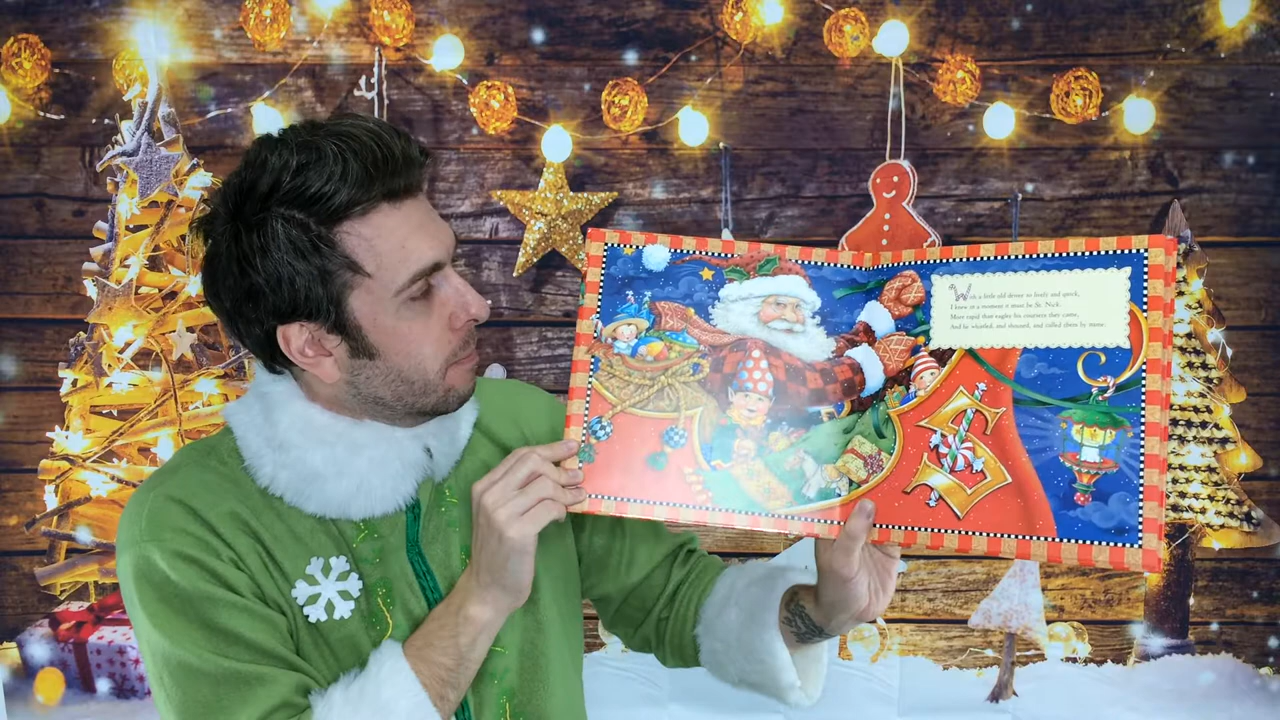 With a little old driver so lively and quick,
I knew in a moment it must be St. Nick.
More rapid than eagles his coursers they came,
And he whistled, and shouted, and called them by name:
S